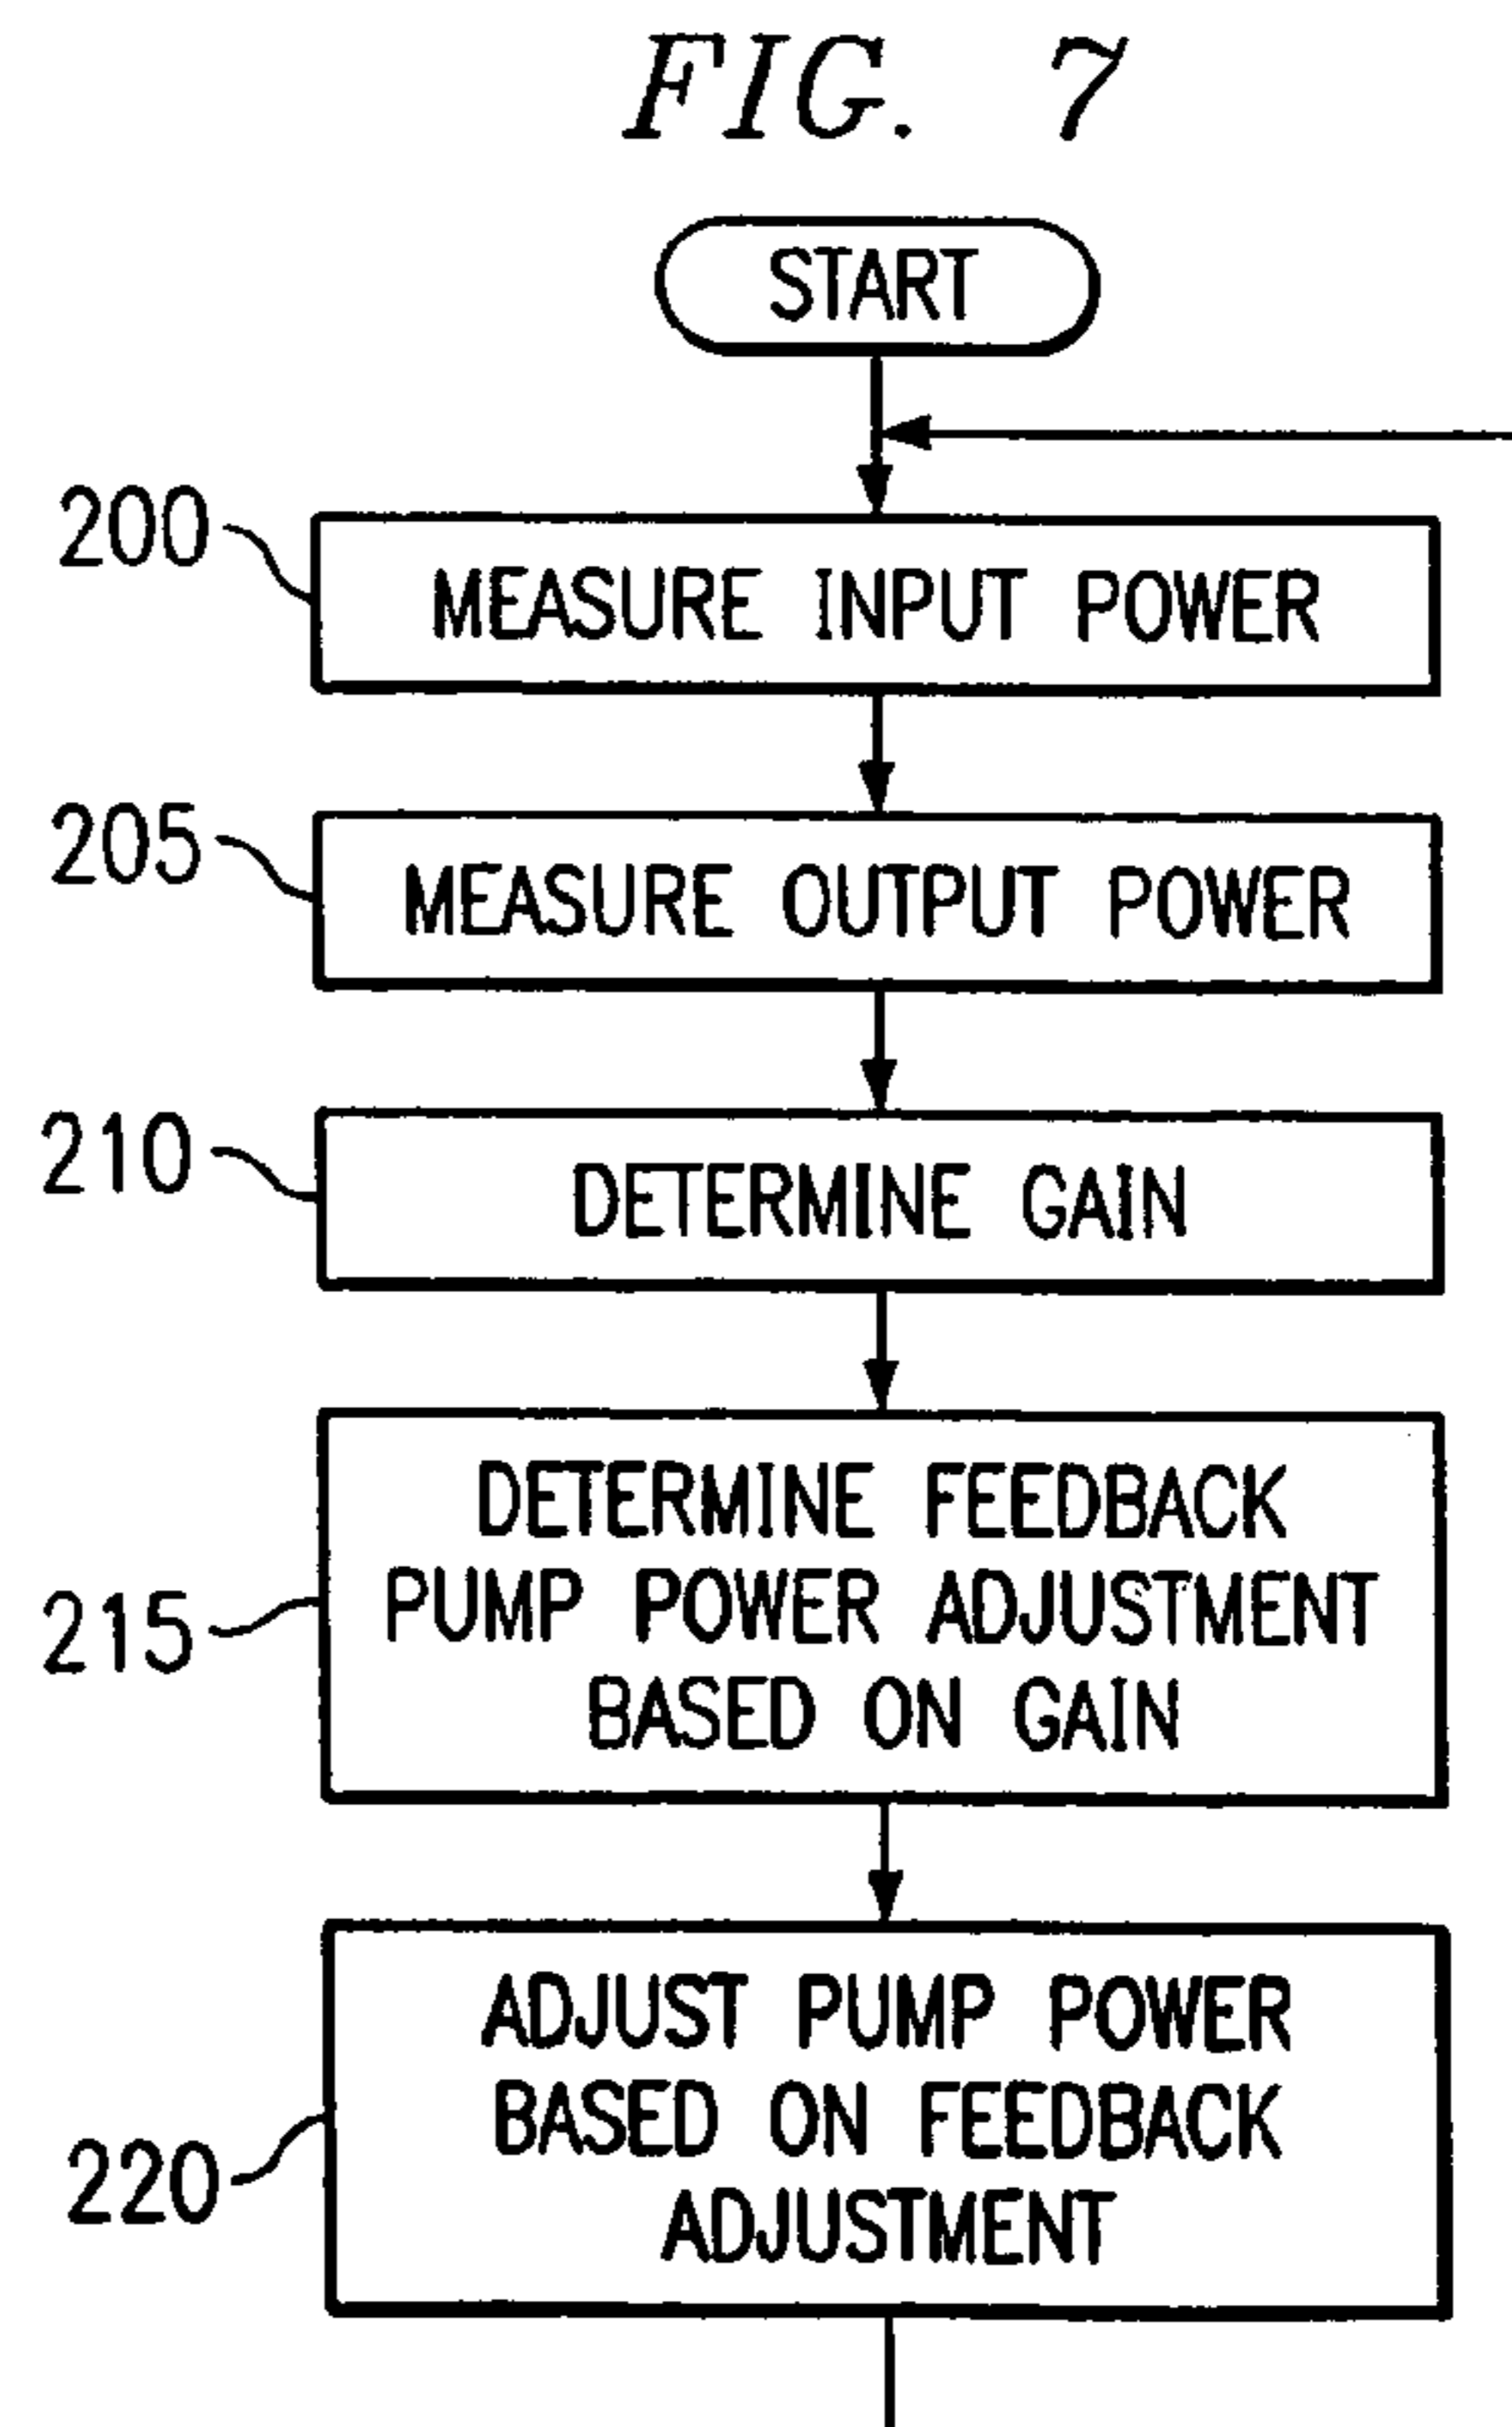 FIG. 7
START
200
MEASURE INPUT POWER
205
MEASURE OUTPUT POWER
210
DETERMINE GAIN
215
DETERMINE FEEDBACK
PUMP POWER ADJUSTMENT
BASED ON GAIN
220
ADJUST PUMP POWER
BASED ON FEEDBACK
ADJUSTMENT